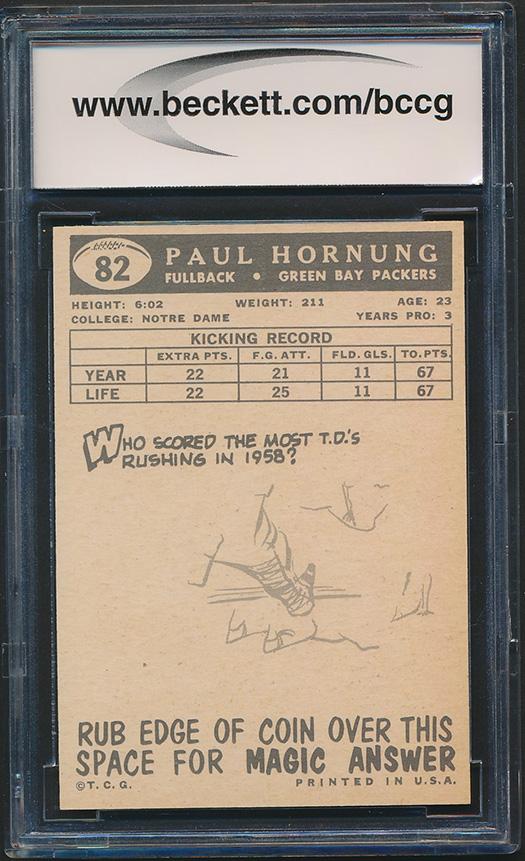 www.beckett.com/bccg
82 PAUL HORNUNG
FULLBACK • GREEN BAY PACKERS
HEIGHT: 6:02 WEIGHT: 211 AGE: 23
COLLEGE: NOTRE DAME YEARS PRO: 3
KICKING RECORD
EXTRA PTS. F.G. ATT. FLD. GLS. TO. PTS.
YEAR 22 21 11 67
LIFE 22 25 11 67
WHO SCORED THE MOST T.D.'S
RUSHING IN 1958?
RUB EDGE OF COIN OVER THIS
SPACE FOR MAGIC ANSWER
©T.C.G. PRINTED IN U.S.A.